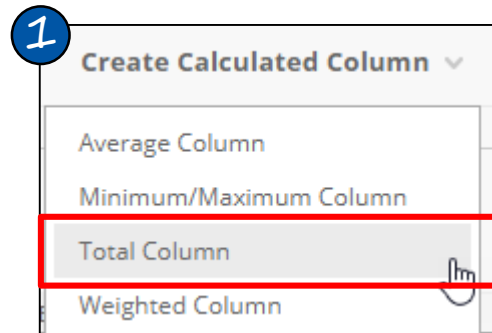 1
Create Calculated Column
Average Column
Minimum/Maximum Column
Total Column
Weighted Column